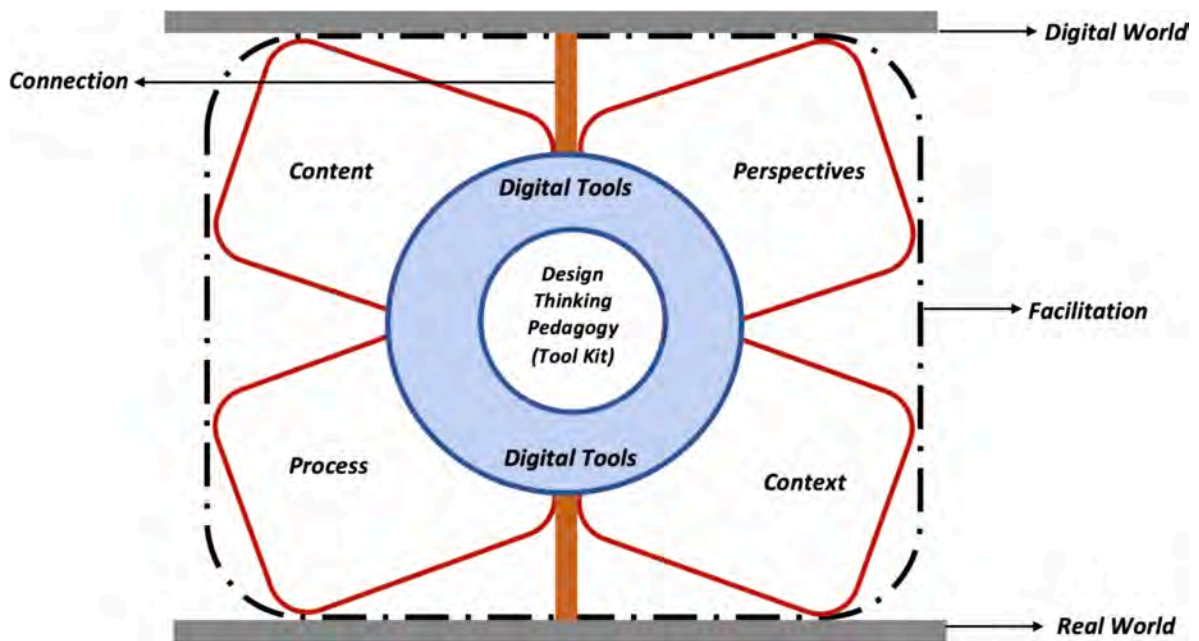 Digital World
Connection
Content
Perspectives
Digital Tools
Design
Thinking
Pedagogy
(Tool Kit)
Facilitation
Digital Tools
Process
Context
Real World